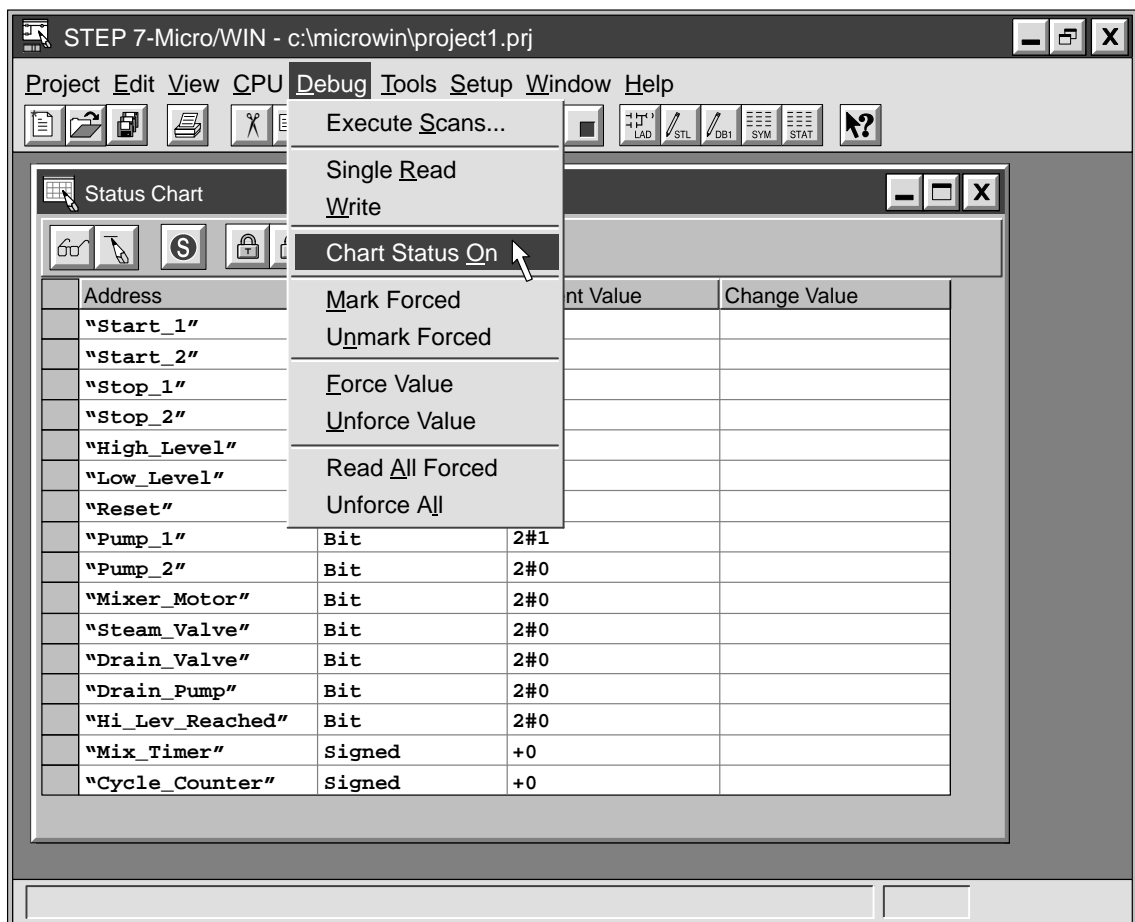 STEP 7-Micro/WIN - c:\microwin\project1.prj
Project Edit View CPU Debug Tools Setup Window Help
LAD STL DB1 SYM STAT ?
Execute Scans...
Single Read
Write
Chart Status On
Mark Forced
Unmark Forced
Force Value
Unforce Value
Read All Forced
Unforce All
Status Chart
S T
Address nt Value Change Value
“Start_1”
“Start_2”
“Stop_1”
“Stop_2”
“High_Level”
“Low_Level”
“Reset”
“Pump_1” Bit 2#1
“Pump_2” Bit 2#0
“Mixer_Motor” Bit 2#0
“Steam_Valve” Bit 2#0
“Drain_Valve” Bit 2#0
“Drain_Pump” Bit 2#0
“Hi_Lev_Reached” Bit 2#0
“Mix_Timer” Signed +0
“Cycle_Counter” Signed +0